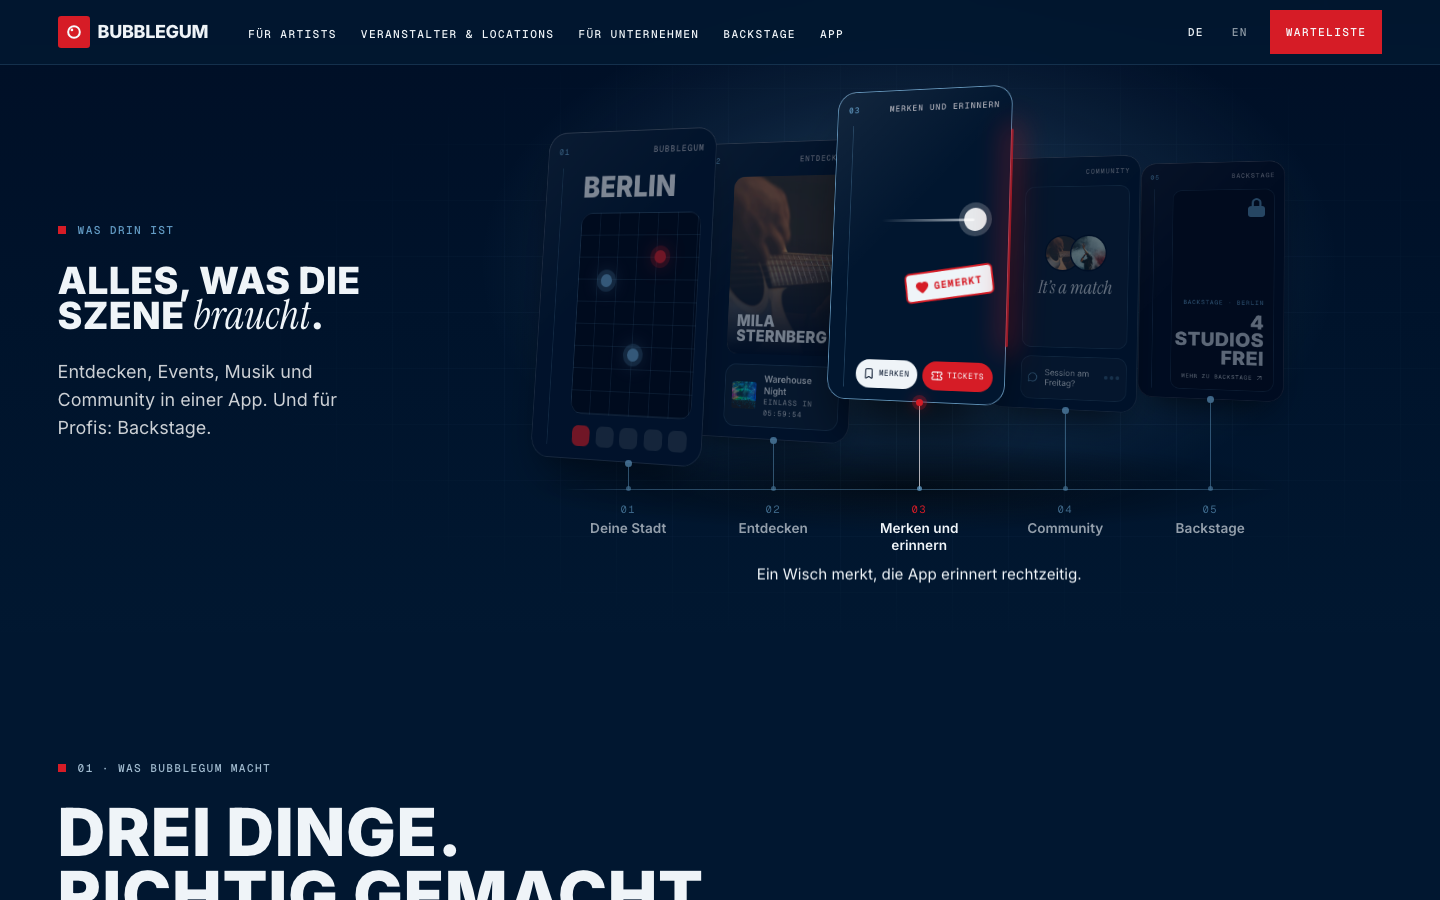 BUBBLEGUM
FÜR ARTISTS
VERANSTALTER & LOCATIONS
FÜR UNTERNEHMEN
BACKSTAGE
APP
DE
EN
WARTELISTE
WAS DRIN IST
ALLES, WAS DIE
SZENE braucht.
Entdecken, Events, Musik und
Community in einer App. Und für
Profis: Backstage.
01
BUBBLEGUM
BERLIN
2
ENTDECK
MILA
STERNBERG
Warehouse
Night
EINLASS IN
05:59:54
03
MERKEN UND ERINNERN
GEMERKT
MERKEN
TICKETS
COMMUNITY
It's a match
Session am
Freitag?
05
BACKSTAGE
BACKSTAGE
BERLIN
4
STUDIOS
FREI
MEHR ZU BACKSTAGE
01
Deine Stadt
02
Entdecken
03
Merken und
erinnern
04
Community
05
Backstage
Ein Wisch merkt, die App erinnert rechtzeitig.
01 · WAS BUBBLEGUM MACHT
DREI DINGE.
RICHTIG GEMACHT